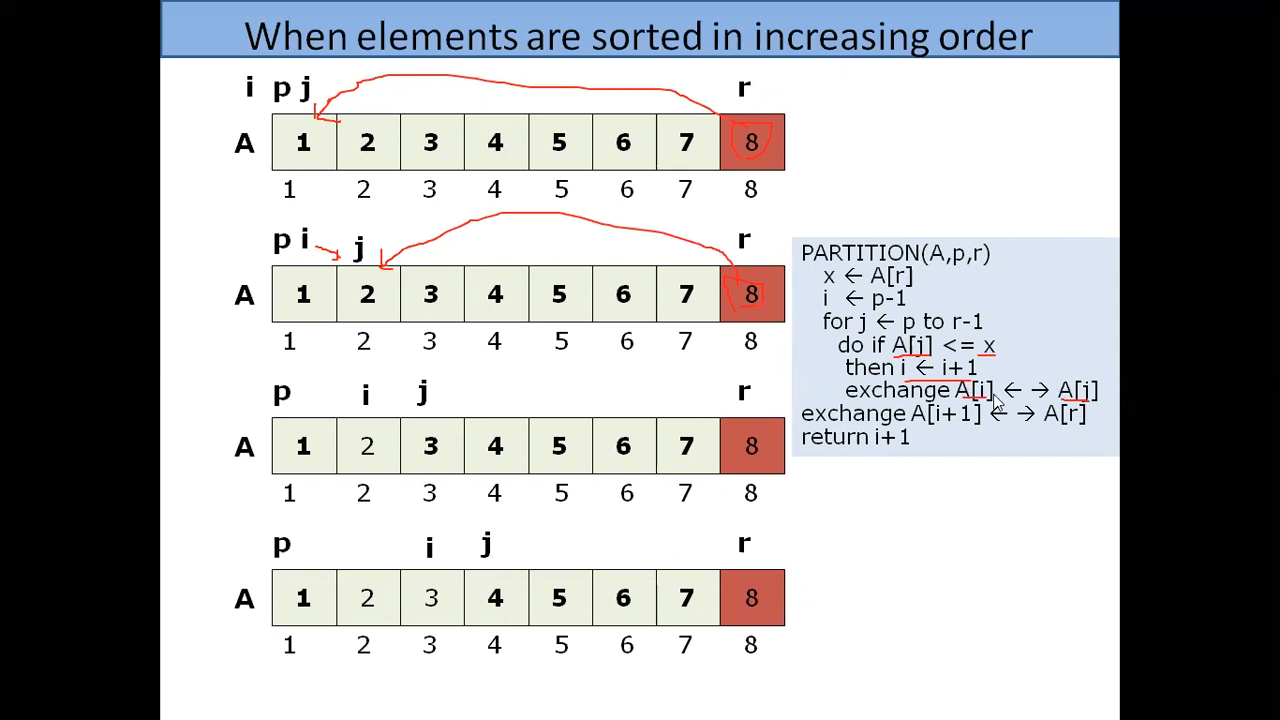 When elements are sorted in increasing order
i p j r
A 1 2 3 4 5 6 7 8
1 2 3 4 5 6 7 8
p i j r
A 1 2 3 4 5 6 7 8
1 2 3 4 5 6 7 8
p i j r
A 1 2 3 4 5 6 7 8
1 2 3 4 5 6 7 8
p i j r
A 1 2 3 4 5 6 7 8
1 2 3 4 5 6 7 8
PARTITION(A,p,r)
x ← A[r]
i ← p-1
for j ← p to r-1
do if A[j] <= x
then i ← i+1
exchange A[i] ← → A[j]
exchange A[i+1] ← → A[r]
return i+1